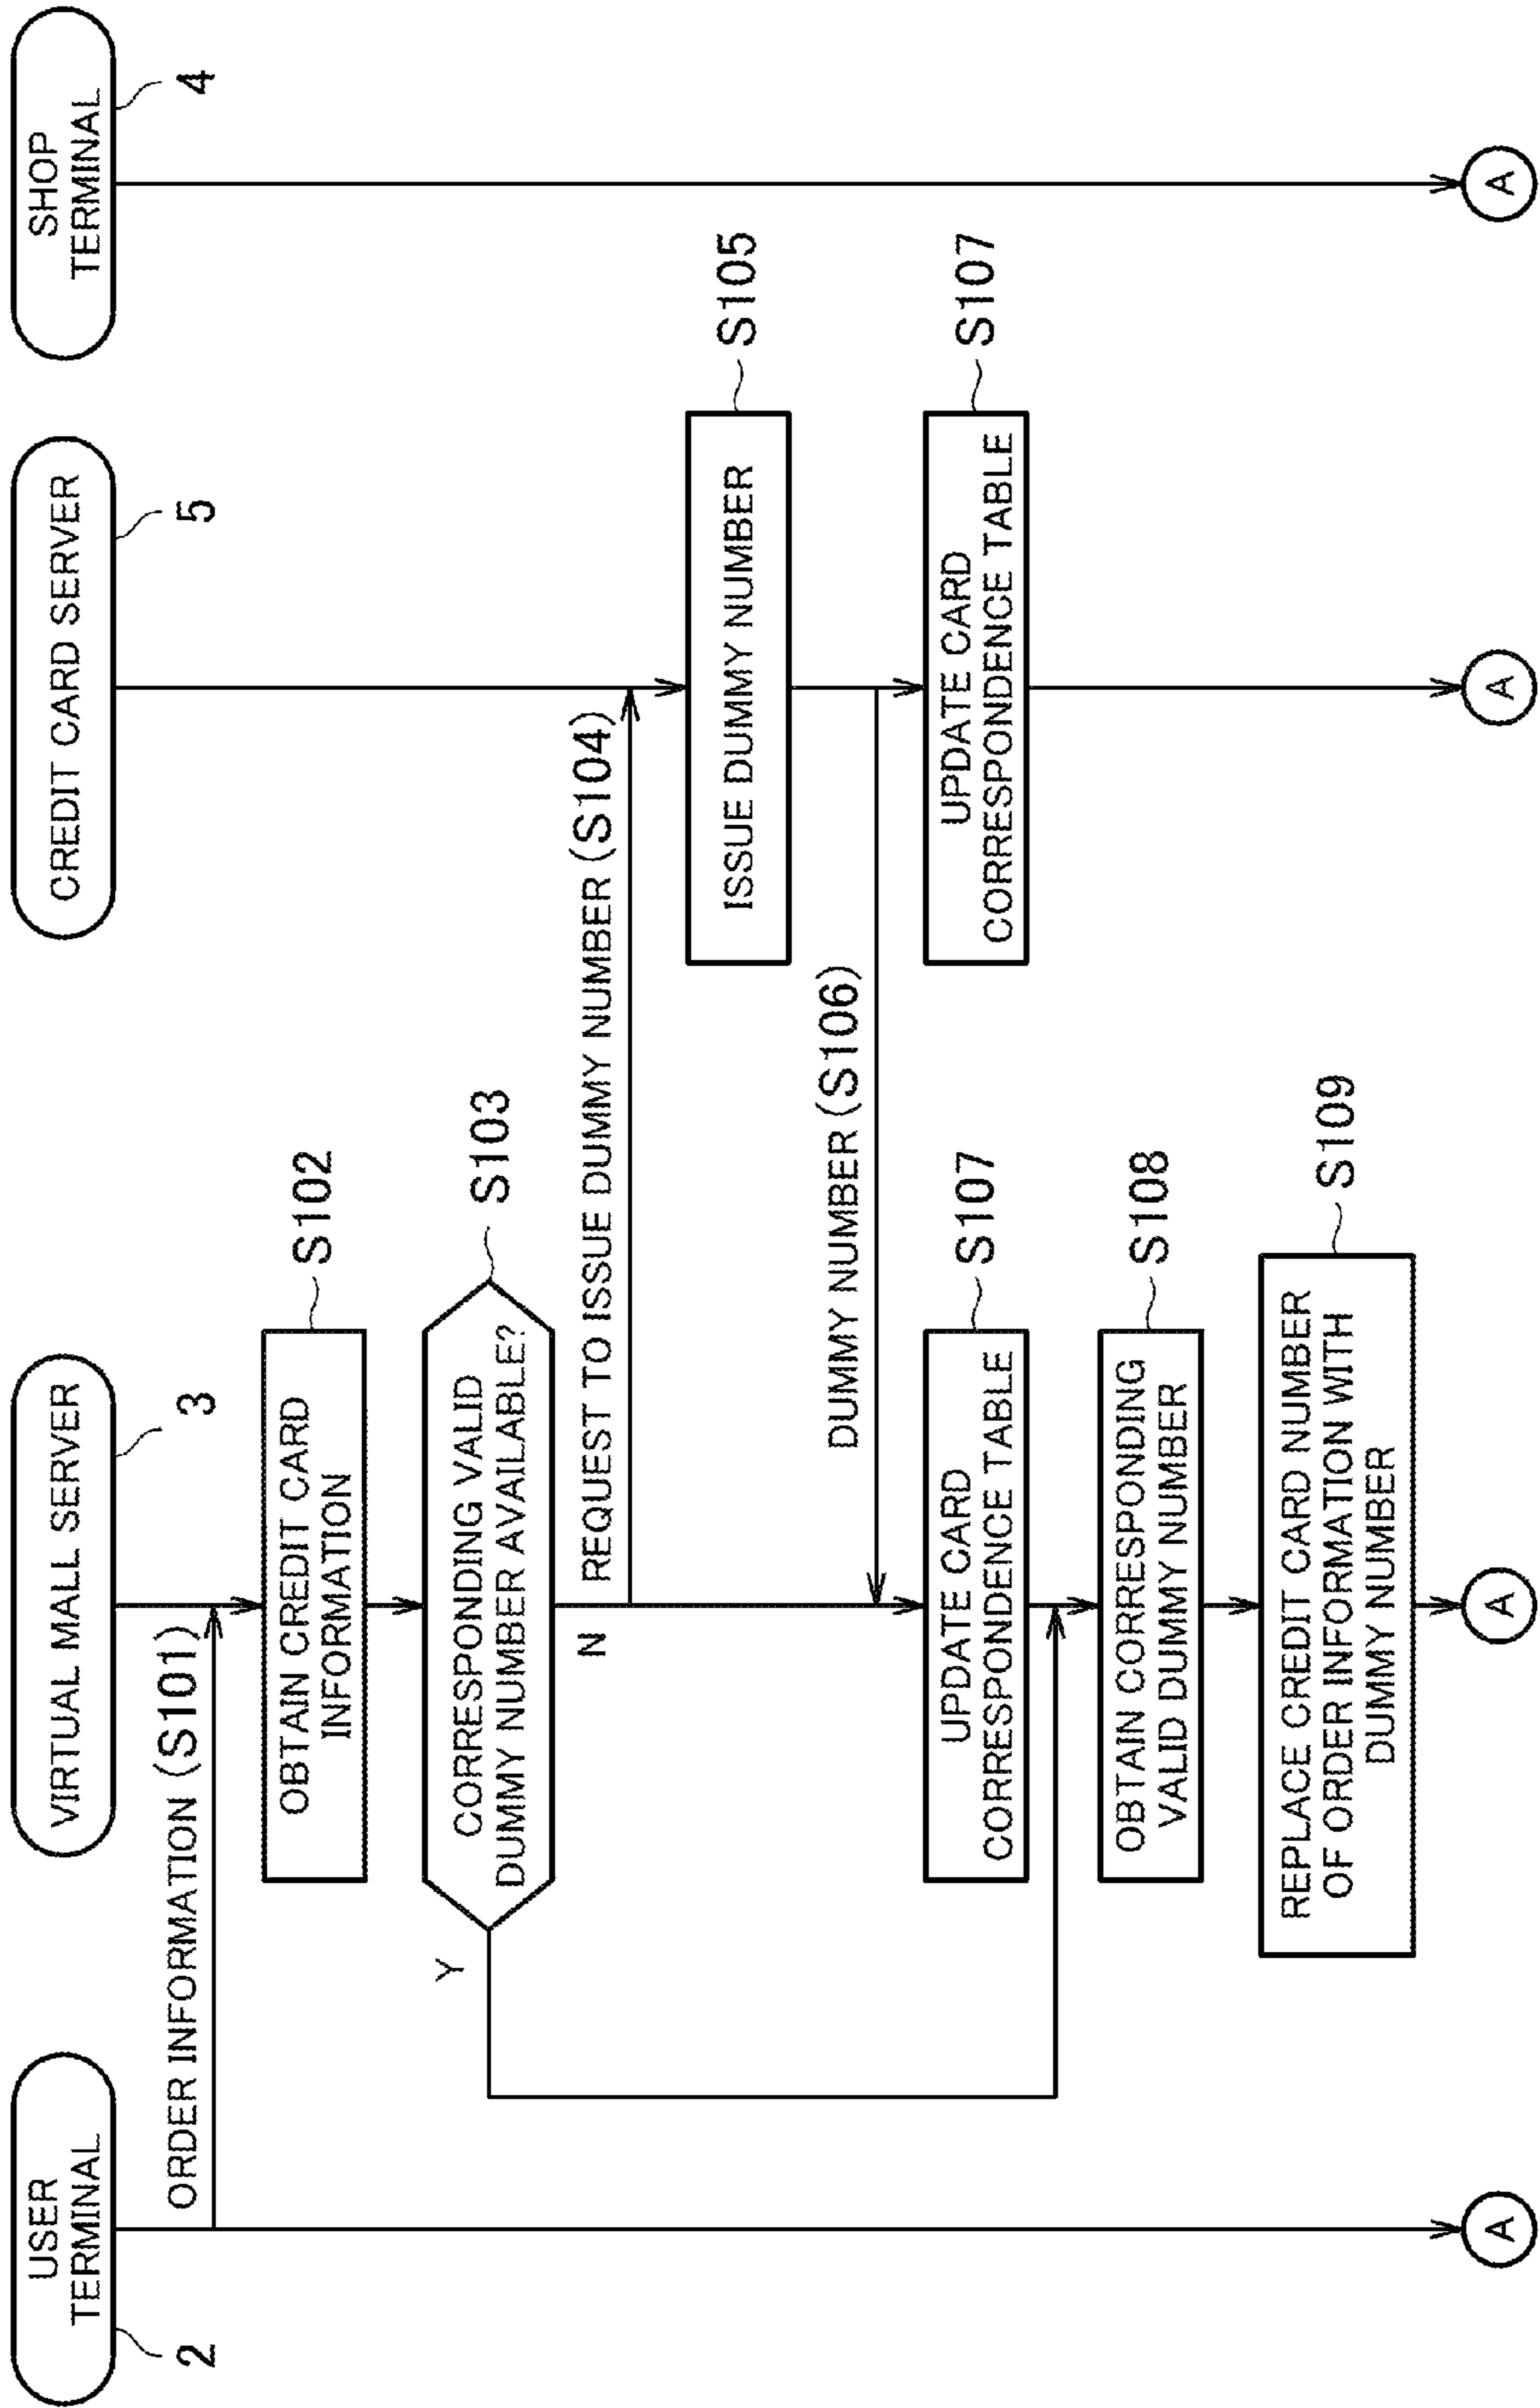 USER
TERMINAL
2
VIRTUAL MALL SERVER
3
CREDIT CARD SERVER
5
SHOP
TERMINAL
4
ORDER INFORMATION (S101)
OBTAIN CREDIT CARD
INFORMATION
S102
CORRESPONDING VALID
DUMMY NUMBER AVAILABLE?
S103
Y
N
REQUEST TO ISSUE DUMMY NUMBER (S104)
ISSUE DUMMY NUMBER
S105
DUMMY NUMBER (S106)
UPDATE CARD
CORRESPONDENCE TABLE
S107
UPDATE CARD
CORRESPONDENCE TABLE
S107
OBTAIN CORRESPONDING
VALID DUMMY NUMBER
S108
REPLACE CREDIT CARD NUMBER
OF ORDER INFORMATION WITH
DUMMY NUMBER
S109
A
A
A
A